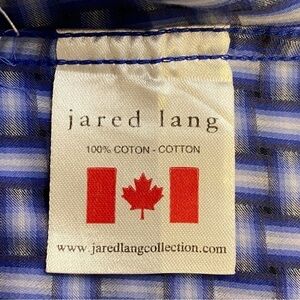 jared lang
100% COTON - COTTON
www.jaredlangcollection.com